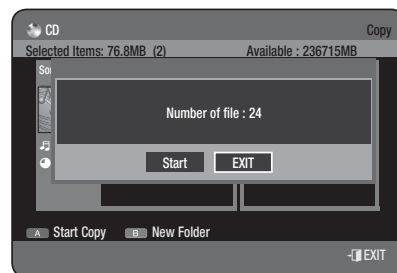 CD
Copy
Selected Items: 76.8MB (2) Available : 236715MB
Number of file : 24
Start EXIT
A Start Copy B New Folder
EXIT